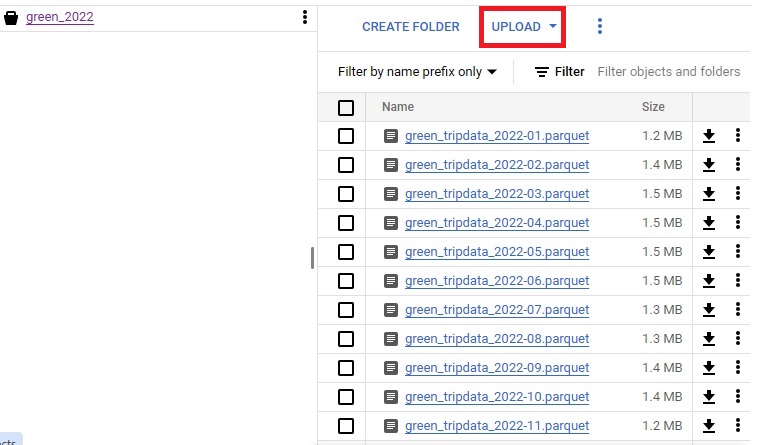 green_2022
CREATE FOLDER UPLOAD
Filter by name prefix only Filter Filter objects and folders
Name Size
green_tripdata_2022-01.parquet 1.2 MB
green_tripdata_2022-02.parquet 1.4 MB
green_tripdata_2022-03.parquet 1.5 MB
green_tripdata_2022-04.parquet 1.5 MB
green_tripdata_2022-05.parquet 1.5 MB
green_tripdata_2022-06.parquet 1.5 MB
green_tripdata_2022-07.parquet 1.3 MB
green_tripdata_2022-08.parquet 1.3 MB
green_tripdata_2022-09.parquet 1.4 MB
green_tripdata_2022-10.parquet 1.4 MB
green_tripdata_2022-11.parquet 1.2 MB